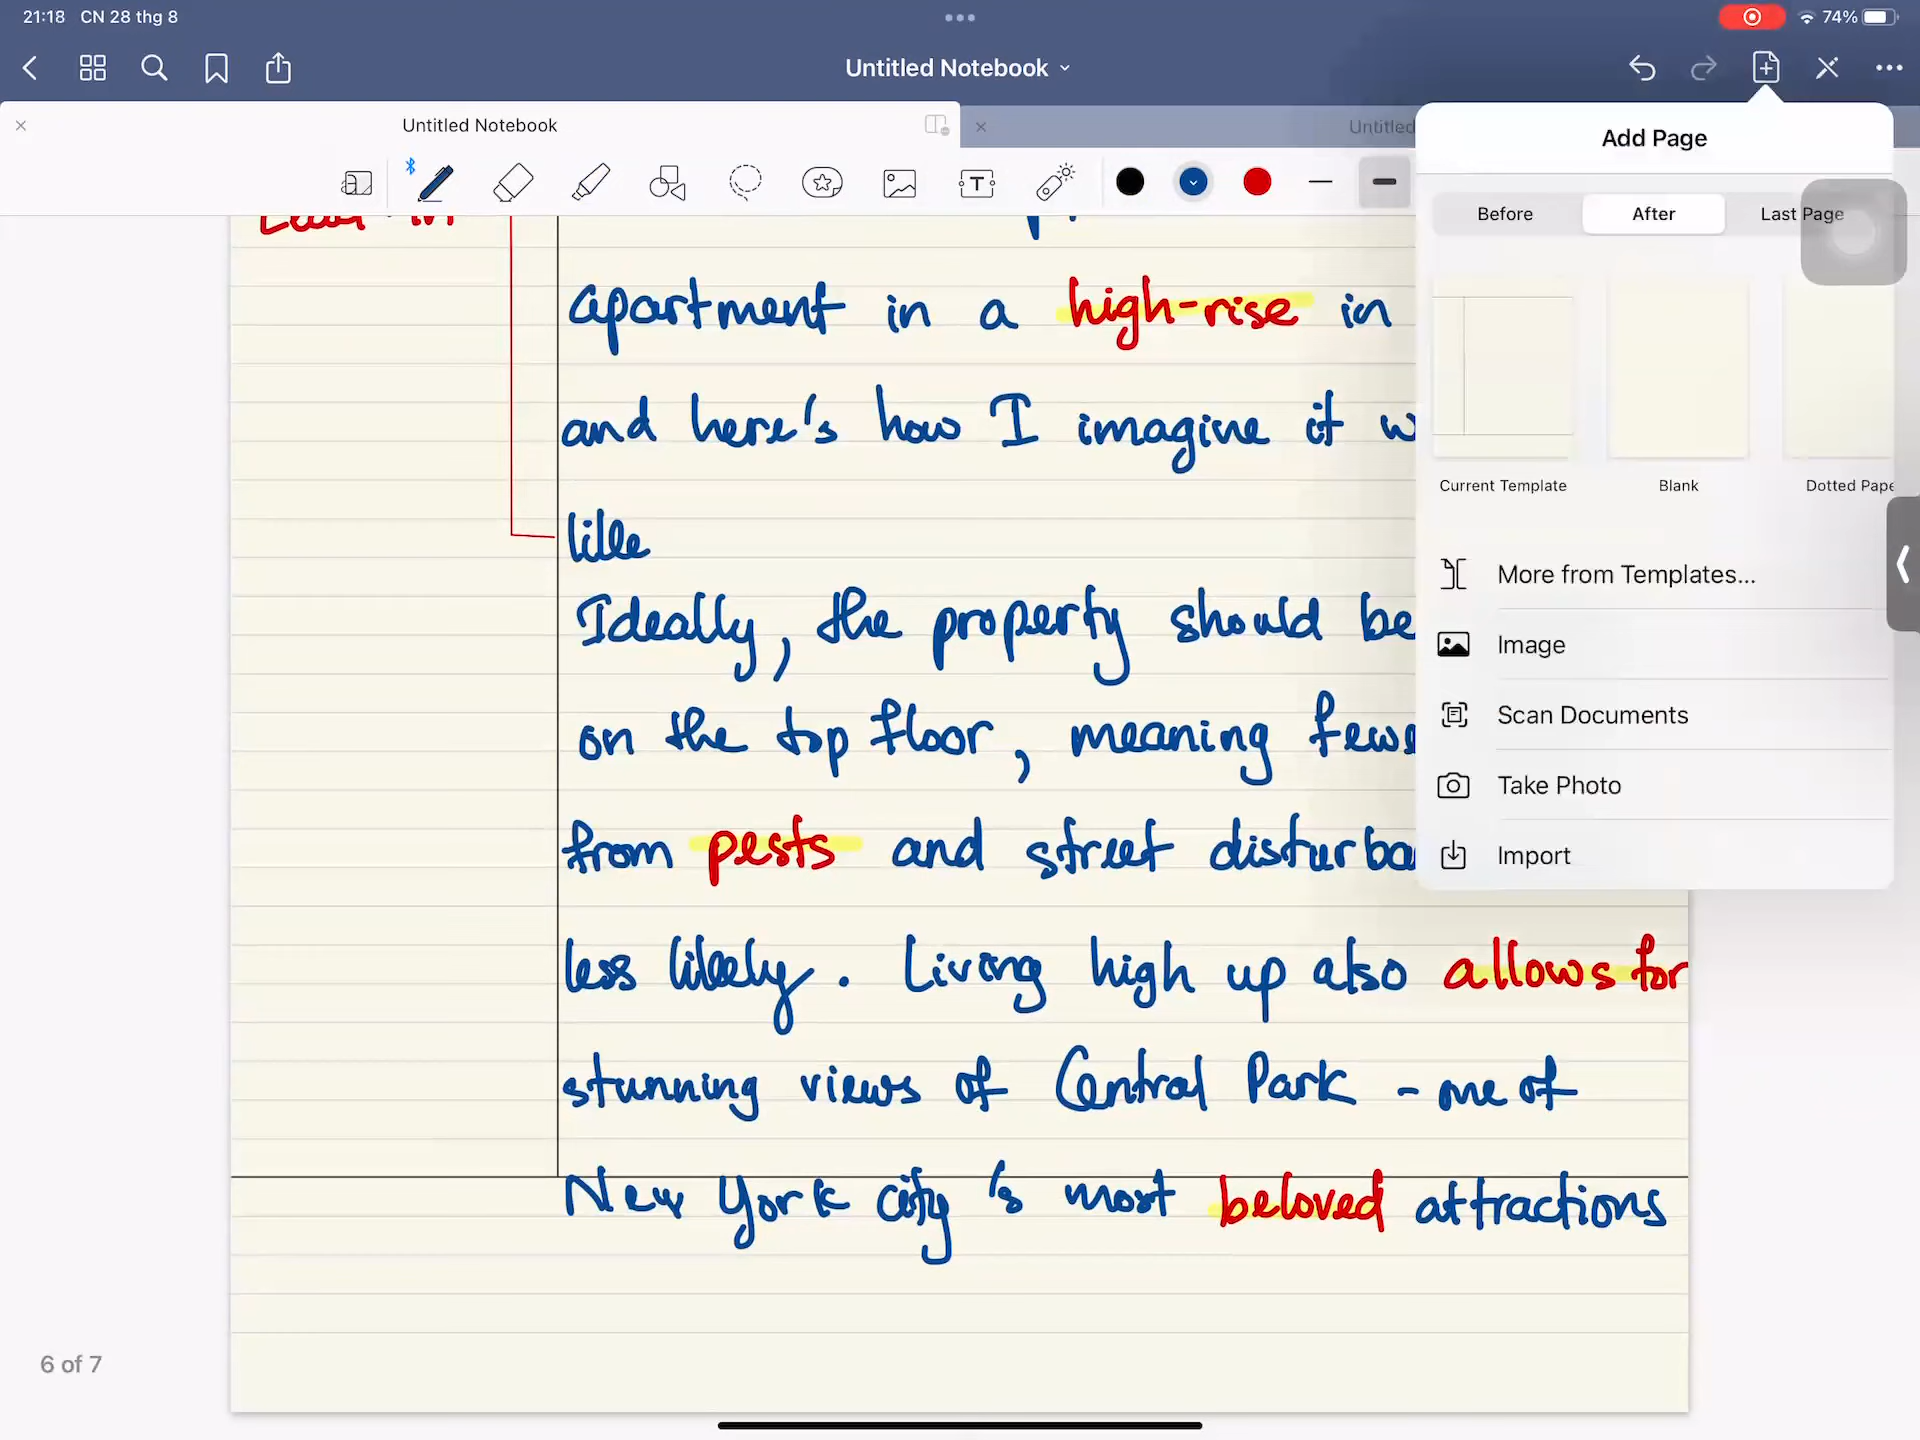 21:18 CN 28 thg 8
74%
Untitled Notebook
Untitled Notebook
Untitled
Add Page
Before After Last Page
Current Template Blank Dotted Pape
More from Templates...
Image
Scan Documents
Take Photo
Import
Lead-in
apartment in a high-rise in
and here's how I imagine it w
like
Ideally, the property should be
on the top floor, meaning fewe
from pests and street disturba
less likely. Living high up also allows for
stunning views of Central Park - one of
New York city's most beloved attractions
6 of 7